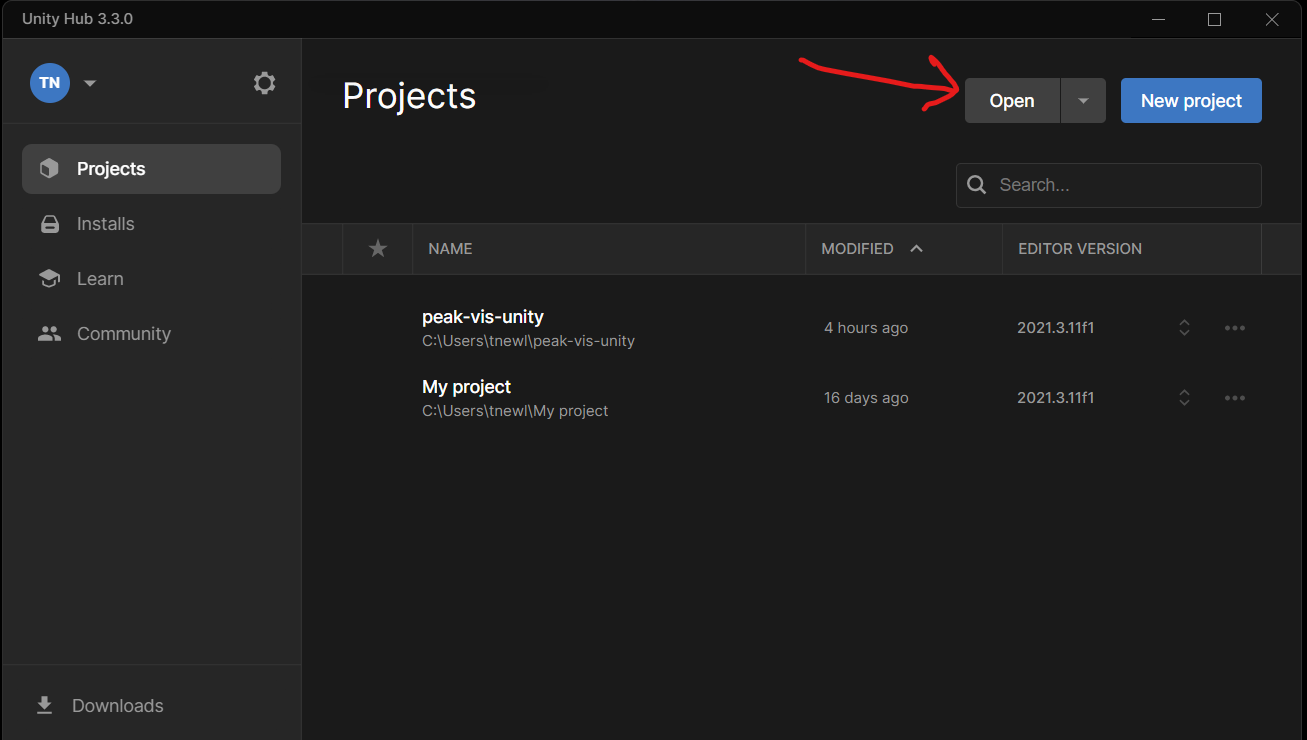 Unity Hub 3.3.0
TN
Projects
Open
New project
Projects
Installs
Learn
Community
Search...
NAME
MODIFIED
EDITOR VERSION
peak-vis-unity
C:\Users\tnewl\peak-vis-unity
4 hours ago
2021.3.11f1
My project
C:\Users\tnewl\My project
16 days ago
2021.3.11f1
Downloads